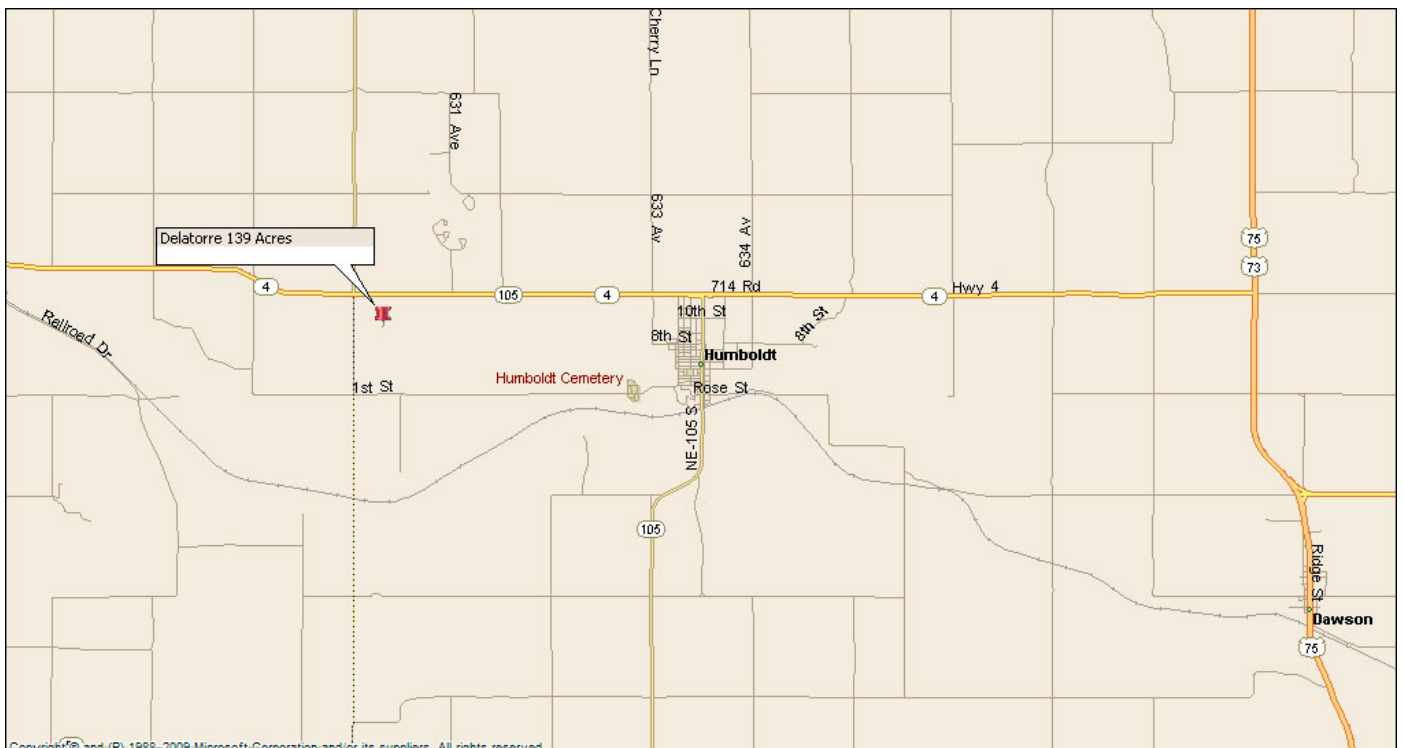 Cherry Ln
631 Ave
633 Av
634 Av
Delatorre 139 Acres
75
73
4
105
4
714 Rd
4
Hwy 4
10th St
8th St
8th St
Railroad Dr
Humboldt
Humboldt Cemetery
1st St
Rose St
NE-105 S
105
Ridge St
Dawson
75
Copyright © and (P) 1988–2009 Microsoft Corporation and/or its suppliers. All rights reserved.